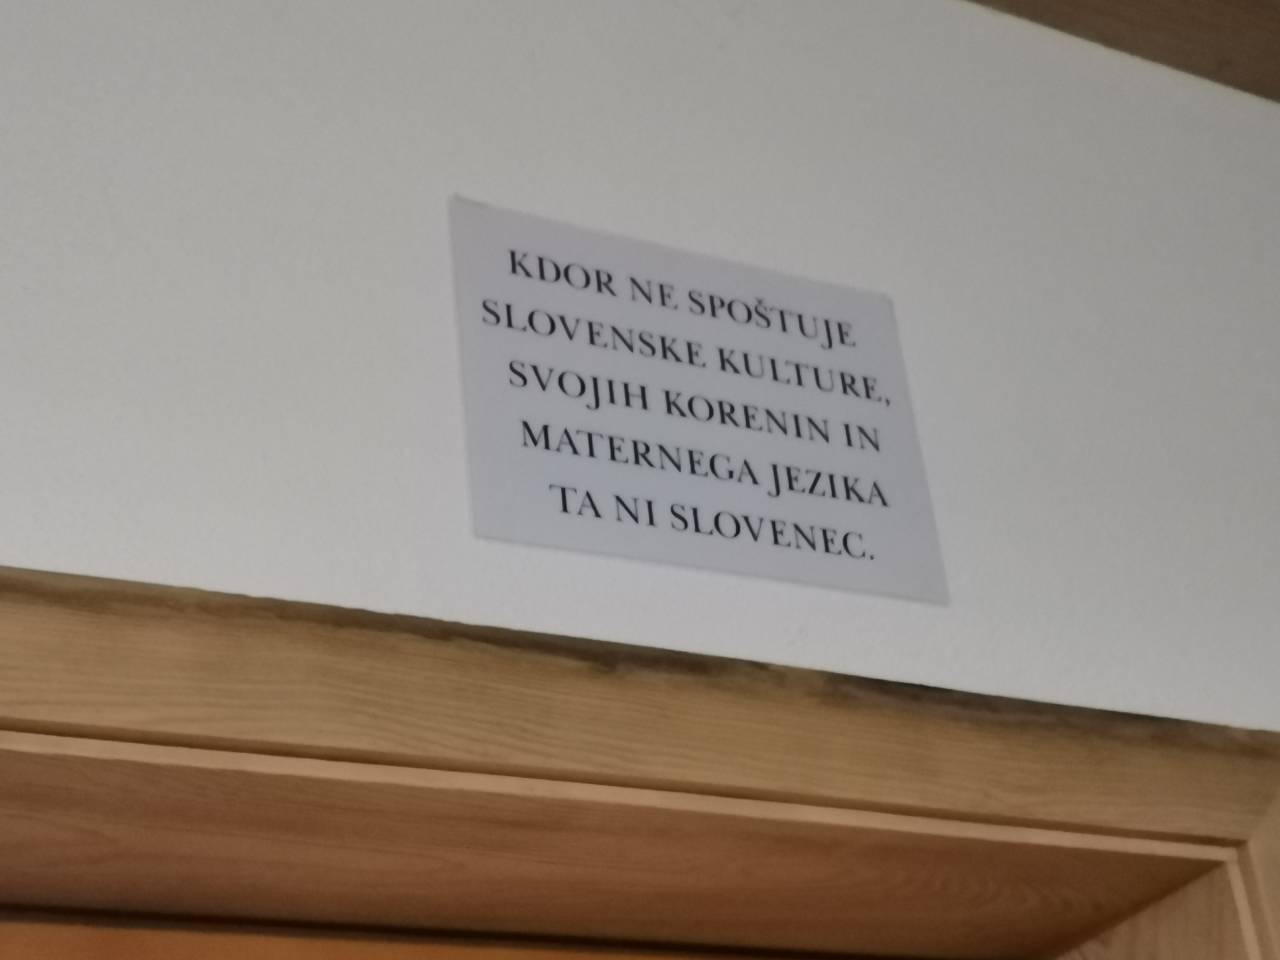 KDOR NE SPOŠTUJE
SLOVENSKE KULTURE,
SVOJIH KORENIN IN
MATERNEGA JEZIKA
TA NI SLOVENEC.